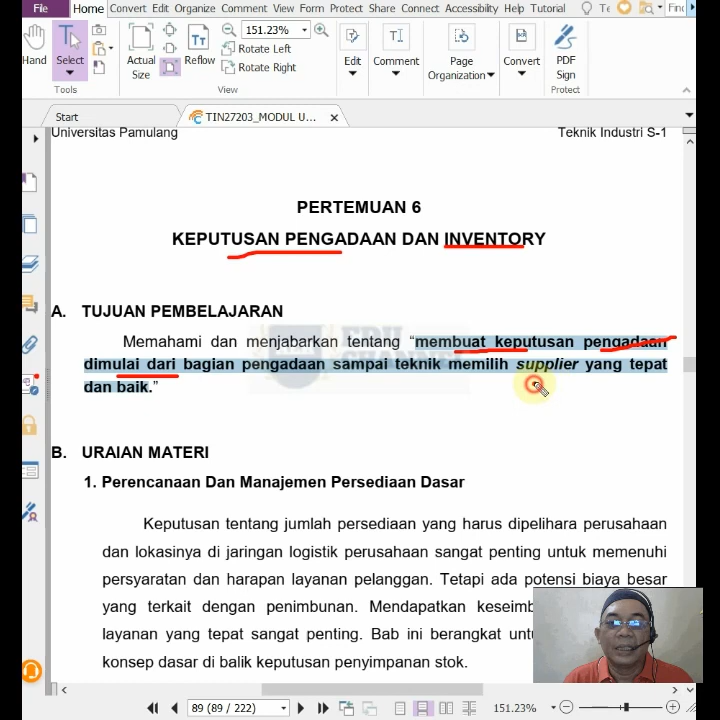 File Home Convert Edit Organize Comment View Form Protect Share Connect Help Tutorial Te Find
151.23%
Hand Select Actual Size Reflow Rotate Left Rotate Right Edit Comment Page Organization Convert PDF Sign
Tools View Protect
Start TIN27203_MODUL U...
Universitas Pamulang Teknik Industri S-1
PERTEMUAN 6
KEPUTUSAN PENGADAAN DAN INVENTORY
A. TUJUAN PEMBELAJARAN
Memahami dan menjabarkan tentang “membuat keputusan pengadaan
dimulai dari bagian pengadaan sampai teknik memilih supplier yang tepat
dan baik.”
EDU
CHANNEL
B. URAIAN MATERI
1. Perencanaan Dan Manajemen Persediaan Dasar
Keputusan tentang jumlah persediaan yang harus dipelihara perusahaan
dan lokasinya di jaringan logistik perusahaan sangat penting untuk memenuhi
persyaratan dan harapan layanan pelanggan. Tetapi ada potensi biaya besar
yang terkait dengan penimbunan. Mendapatkan
layanan yang tepat sangat penting. Bab ini berangkat
konsep dasar di balik keputusan penyimpanan stok.
89 (89 / 222) 151.23%